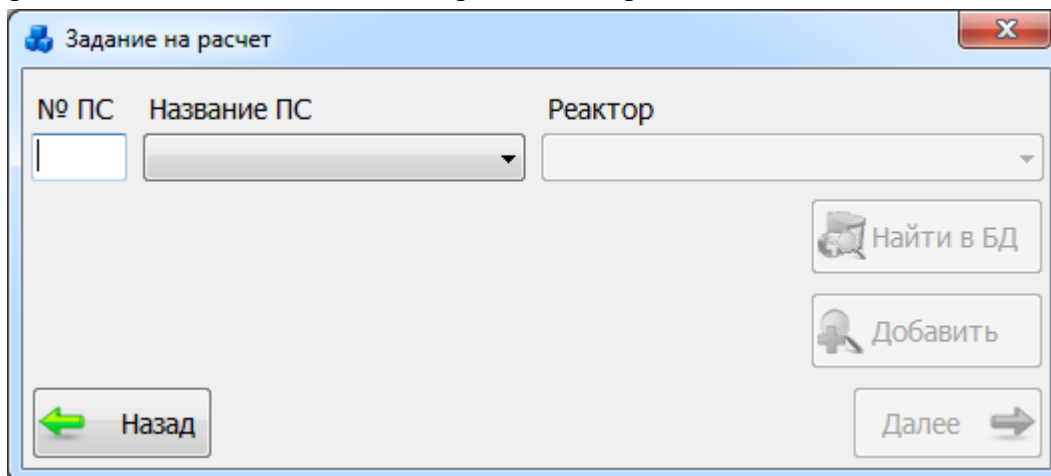 Задание на расчет
№ ПС Название ПС Реактор
Найти в БД
Добавить
Назад Далее